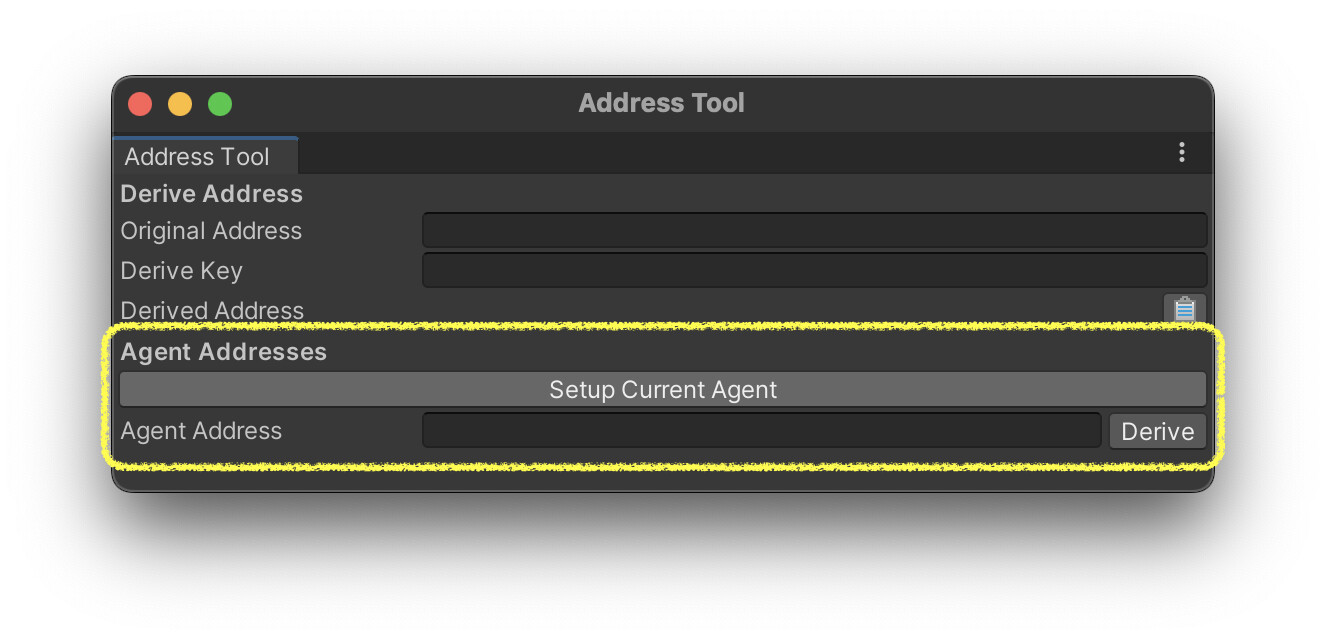 Address Tool
Address Tool
Derive Address
Original Address
Derive Key
Derived Address
Agent Addresses
Setup Current Agent
Agent Address Derive